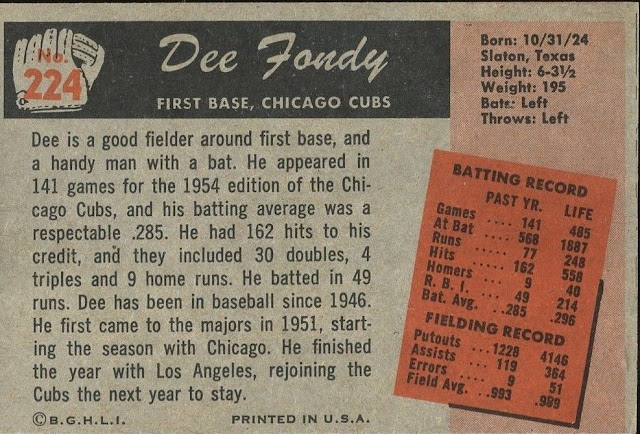 No.
224
Dee Fondy
FIRST BASE, CHICAGO CUBS
Born: 10/31/24
Slaton, Texas
Height: 6-3½
Weight: 195
Bats: Left
Throws: Left
Dee is a good fielder around first base, and
a handy man with a bat. He appeared in
141 games for the 1954 edition of the Chi-
cago Cubs, and his batting average was a
respectable .285. He had 162 hits to his
credit, and they included 30 doubles, 4
triples and 9 home runs. He batted in 49
runs. Dee has been in baseball since 1946.
He first came to the majors in 1951, start-
ing the season with Chicago. He finished
the year with Los Angeles, rejoining the
Cubs the next year to stay.
BATTING RECORD
PAST YR. LIFE
Games .... 141 485
At Bat .... 568 1887
Runs .... 77 248
Hits .... 162 558
Homers .... 9 40
R. B. I. .... 49 214
Bat. Avg. .. .285 .296
FIELDING RECORD
Putouts ... 1228 4146
Assists ... 119 364
Errors .... 9 51
Field Avg. .. .993 .989
©B.G.H.L.I. PRINTED IN U.S.A.